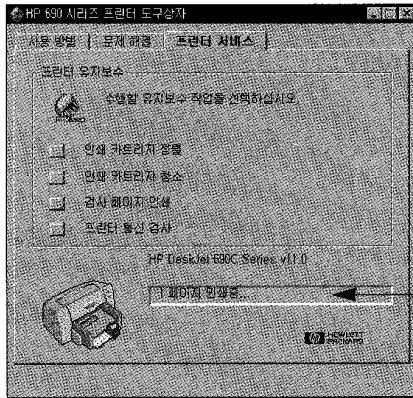 HP 690 시리즈 프린터 도구상자
사용 방법 문제 해결 프린터 서비스
프린터 유지보수
수행할 유지보수 작업을 선택하십시오.
인쇄 카트리지 정렬
인쇄 카트리지 청소
검사 페이지 인쇄
프린터 통신 검사
HP DeskJet 690C Series v11.0
1 페이지 인쇄중...
HEWLETT
PACKARD